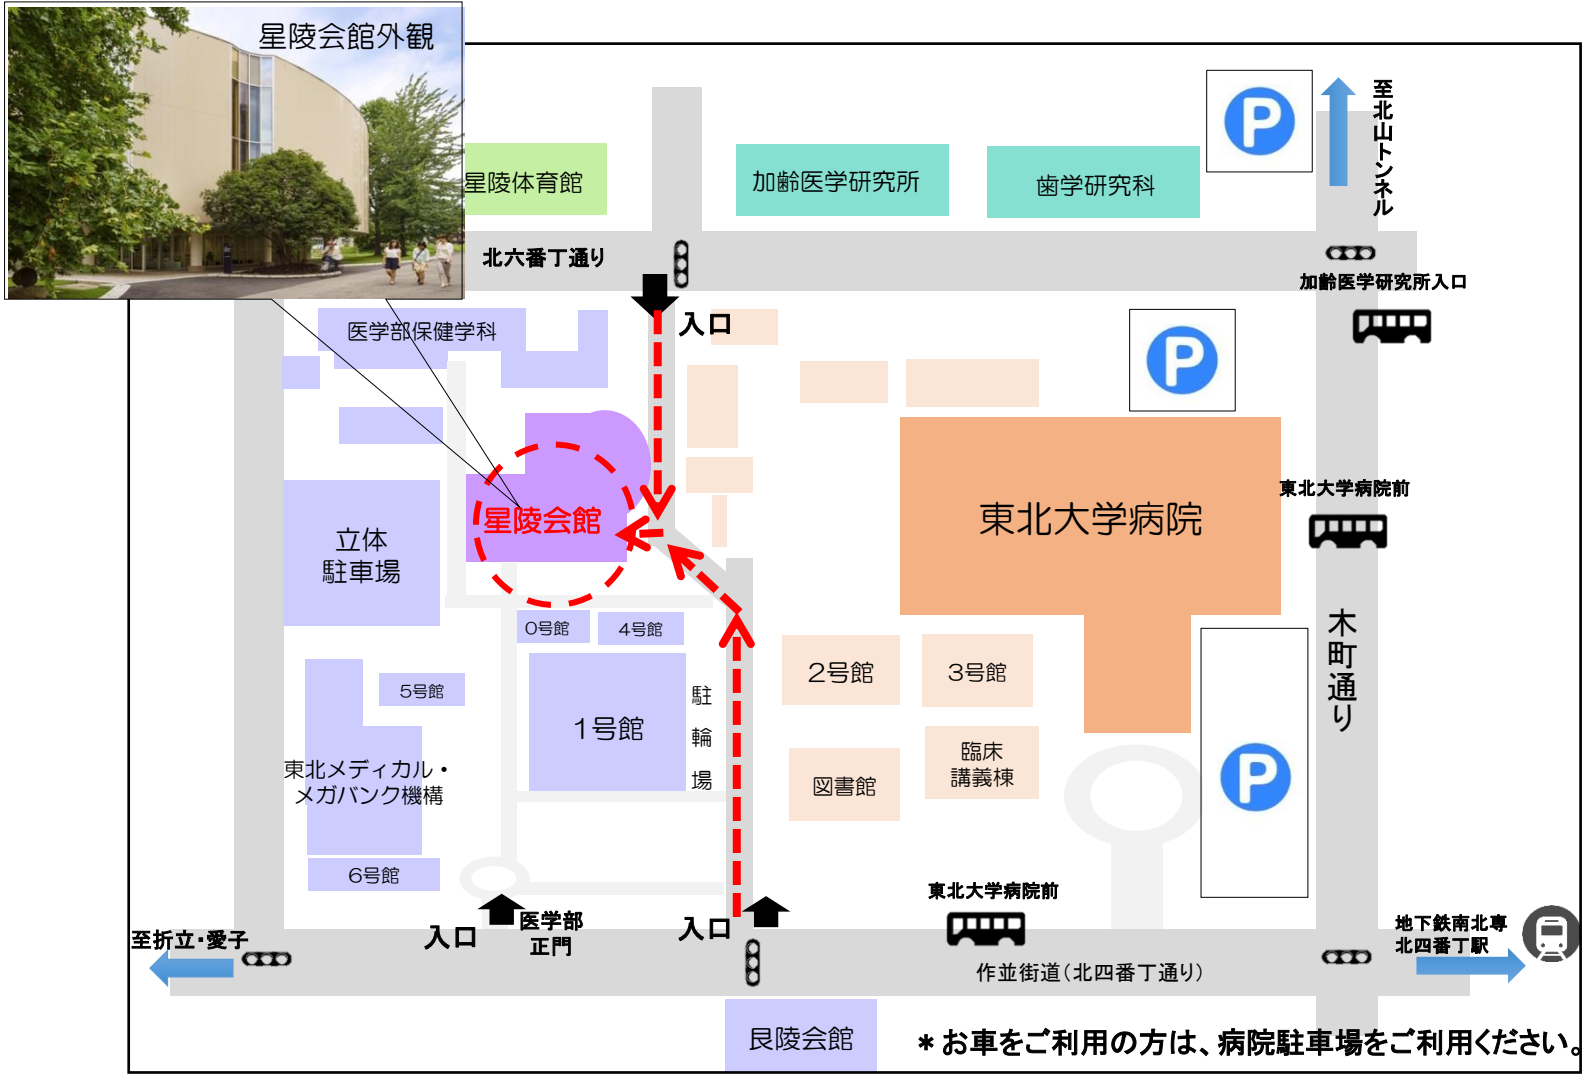 星陵会館外観
P
至北山トンネル
星陵体育館
加齢医学研究所
歯学研究科
北六番丁通り
加齢医学研究所入口
入口
医学部保健学科
P
東北大学病院前
東北大学病院
星陵会館
立体
駐車場
0号館
4号館
木町通り
2号館
3号館
5号館
1号館
駐輪場
東北メディカル・
メガバンク機構
臨床
講義棟
図書館
P
6号館
東北大学病院前
入口
医学部
正門
入口
至折立・愛子
地下鉄南北専
北四番丁駅
作並街道(北四番丁通り)
艮陵会館
*お車をご利用の方は、病院駐車場をご利用ください。